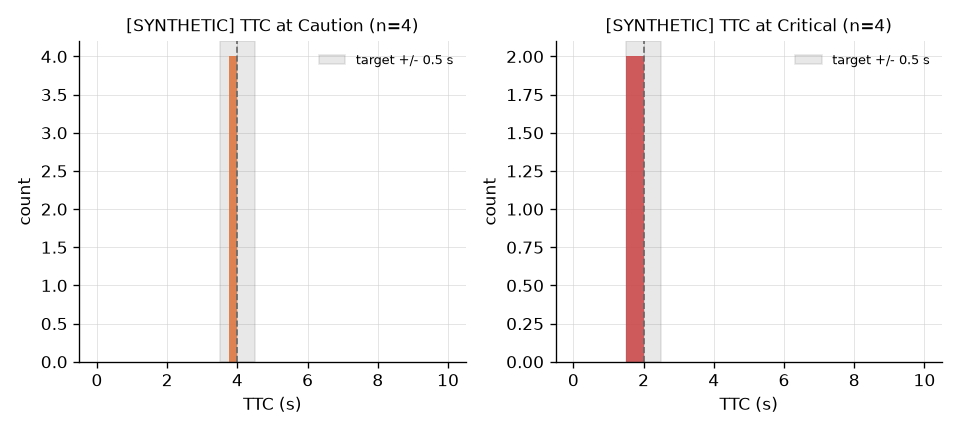 [SYNTHETIC] TTC at Caution (n=4)
target +/- 0.5 s
4.0
3.5
3.0
2.5
2.0
1.5
1.0
0.5
0.0
count
0 2 4 6 8 10
TTC (s)
[SYNTHETIC] TTC at Critical (n=4)
target +/- 0.5 s
2.00
1.75
1.50
1.25
1.00
0.75
0.50
0.25
0.00
count
0 2 4 6 8 10
TTC (s)